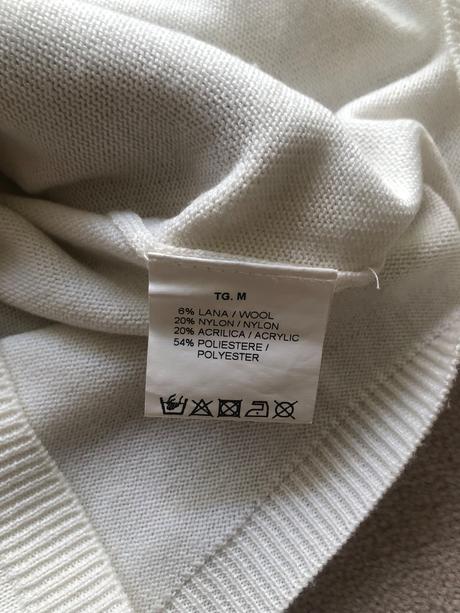 TG. M
6% LANA / WOOL
20% NYLON / NYLON
20% ACRILICA / ACRYLIC
54% POLIESTERE /
POLYESTER